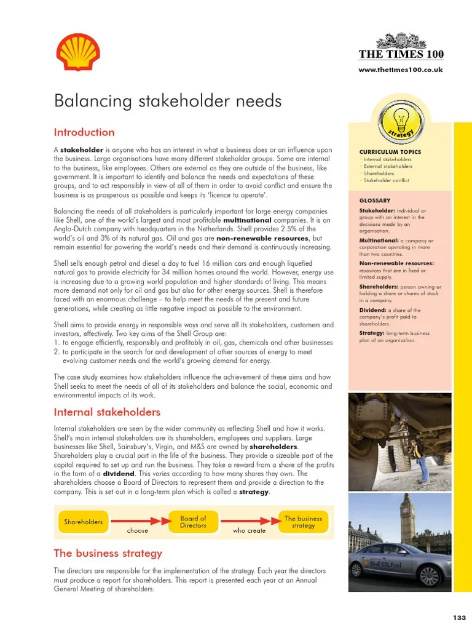 THE TIMES 100
www.thetimes100.co.uk
Balancing stakeholder needs
Introduction
A stakeholder is anyone who has an interest in what a business does or an influence upon
the business. Large organisations have many different stakeholder groups. Some are internal
to the business, like employees. Others are external as they are outside of the business, like
government. It is important to identify and balance the needs and expectations of these
groups, and to act responsibly in view of all of them in order to avoid conflict and ensure the
business is as prosperous as possible and keeps its 'licence to operate'.
Balancing the needs of all stakeholders is particularly important for large energy companies
like Shell, one of the world's largest and most profitable multinational companies. It is an
Anglo-Dutch company with headquarters in the Netherlands. Shell provides 2.5% of the
world's oil and 3% of its natural gas. Oil and gas are non-renewable resources, but
remain essential for powering the world's needs and their demand is continuously increasing.
Shell sells enough petrol and diesel a day to fuel 16 million cars and enough liquefied
natural gas to provide electricity for 34 million homes around the world. However, energy use
is increasing due to a growing world population and higher standards of living. This means
more demand not only for oil and gas but also for other energy sources. Shell is therefore
faced with an enormous challenge – to help meet the needs of the present and future
generations, while creating as little negative impact as possible to the environment.
Shell aims to provide energy in responsible ways and serve all its stakeholders, customers and
investors, effectively. Two key aims of the Shell Group are:
1. to engage efficiently, responsibly and profitably in oil, gas, chemicals and other businesses
2. to participate in the search for and development of other sources of energy to meet
evolving customer needs and the world's growing demand for energy.
The case study examines how stakeholders influence the achievement of these aims and how
Shell seeks to meet the needs of all of its stakeholders and balance the social, economic and
environmental impacts of its work.
Internal stakeholders
Internal stakeholders are seen by the wider community as reflecting Shell and how it works.
Shell's main internal stakeholders are its shareholders, employees and suppliers. Large
businesses like Shell, Sainsbury's, Virgin, and M&S are owned by shareholders.
Shareholders play a crucial part in the life of the business. They provide a sizeable part of the
capital required to set up and run the business. They take a reward from a share of the profits
in the form of a dividend. This varies according to how many shares they own. The
shareholders choose a Board of Directors to represent them and provide a direction to the
company. This is set out in a long-term plan which is called a strategy.
Shareholders
choose
Board of
Directors
who create
The business
strategy
The business strategy
The directors are responsible for the implementation of the strategy. Each year the directors
must produce a report for shareholders. This report is presented each year at an Annual
General Meeting of shareholders.
strategy
CURRICULUM TOPICS
· Internal stakeholders
· External stakeholders
· Shareholders
· Stakeholder conflict
GLOSSARY
Stakeholder: individual or
group with an interest in the
decisions made by an
organisation.
Multinational: a company or
corporation operating in more
than two countries.
Non-renewable resources:
resources that are in fixed or
limited supply.
Shareholders: person owning or
holding a share or shares of stock
in a company.
Dividend: a share of the
company's profit paid to
shareholders.
Strategy: long-term business
plan of an organisation.
133